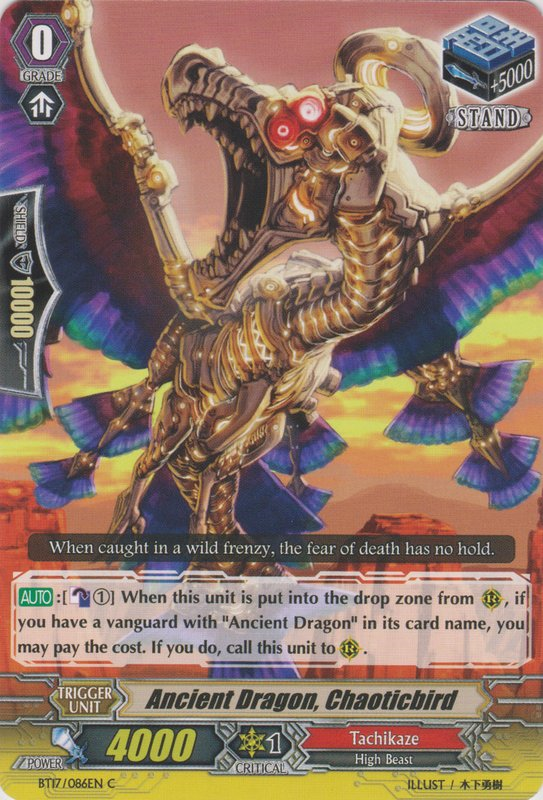 0
GRADE
+5000
STAND
SHIELD
10000
When caught in a wild frenzy, the fear of death has no hold.
AUTO:[①] When this unit is put into the drop zone from R, if
you have a vanguard with "Ancient Dragon" in its card name, you
may pay the cost. If you do, call this unit to R.
TRIGGER
UNIT
Ancient Dragon, Chaoticbird
POWER
4000
1
CRITICAL
Tachikaze
High Beast
BT17/086EN C
ILLUST / 木下勇樹